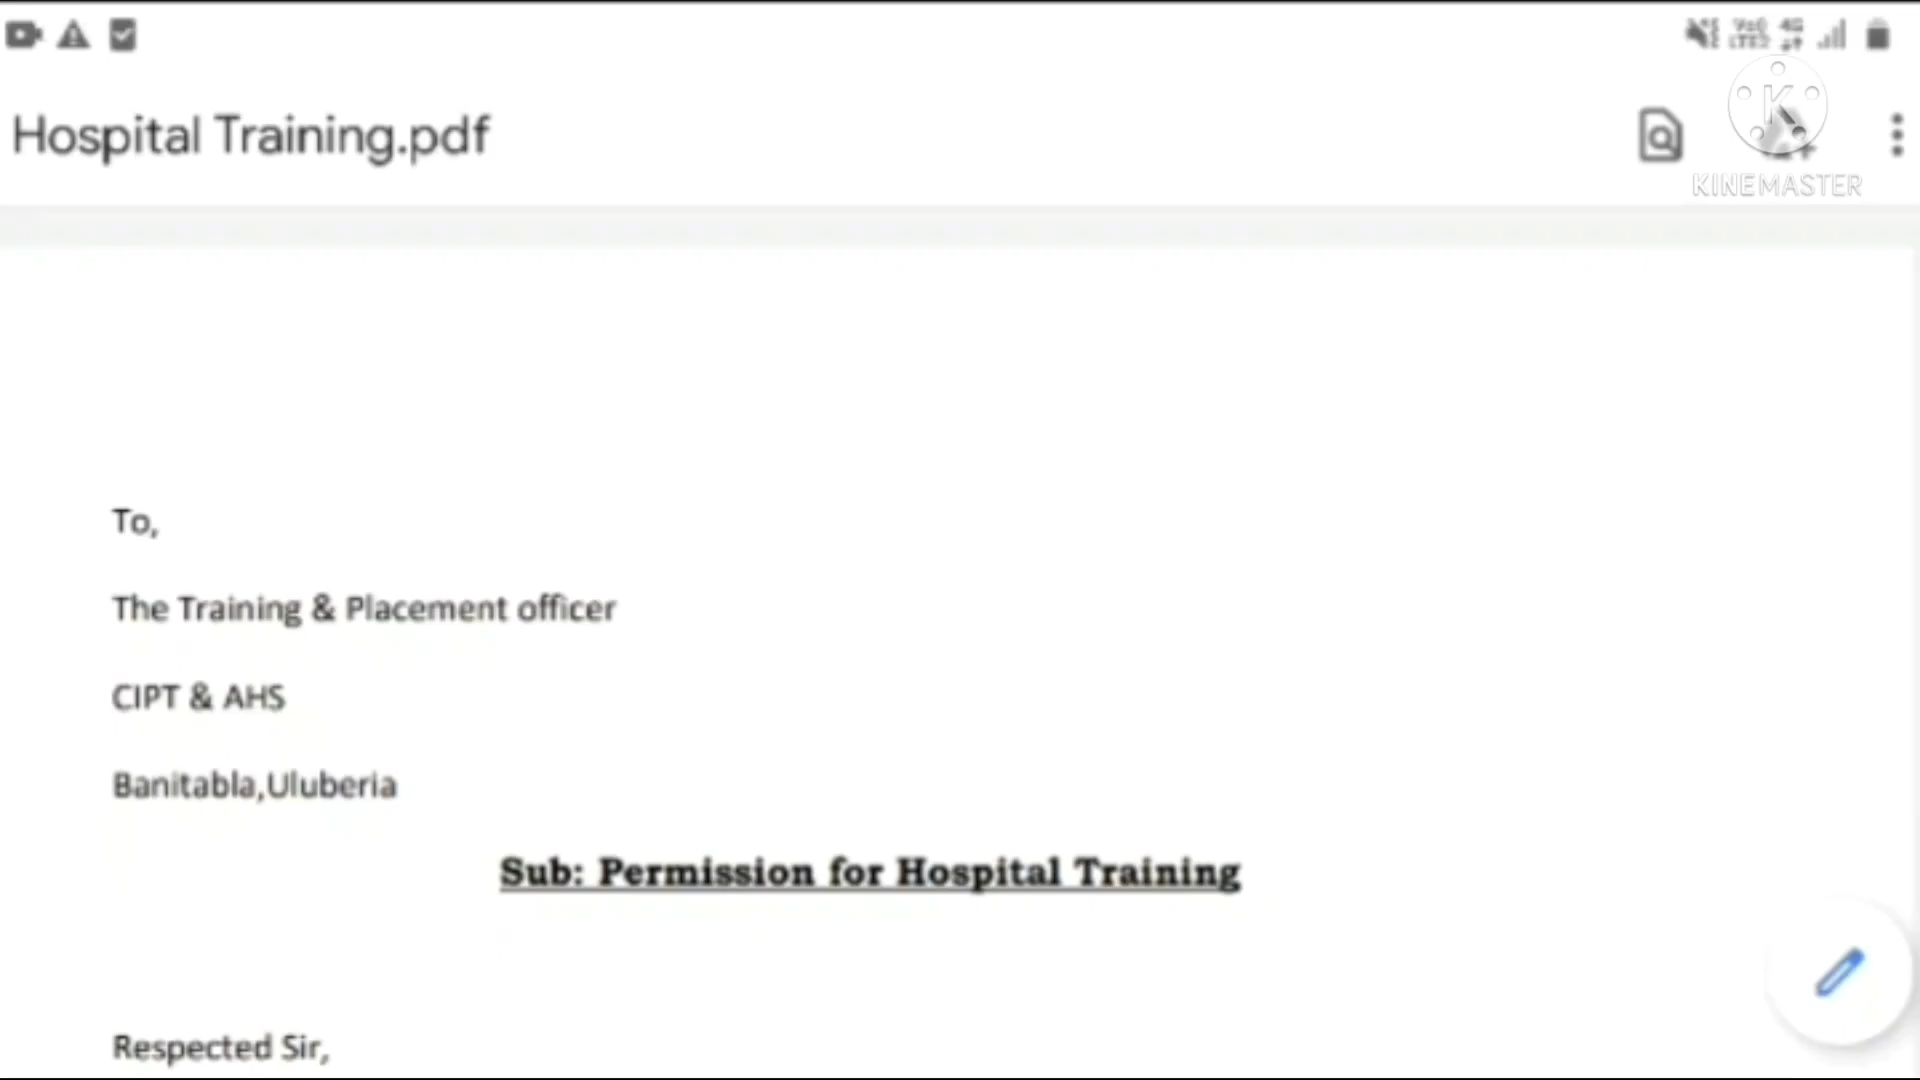 Hospital Training.pdf
KINEMASTER
To,
The Training & Placement officer
CIPT & AHS
Banitabla,Uluberia
Sub: Permission for Hospital Training
Respected Sir,